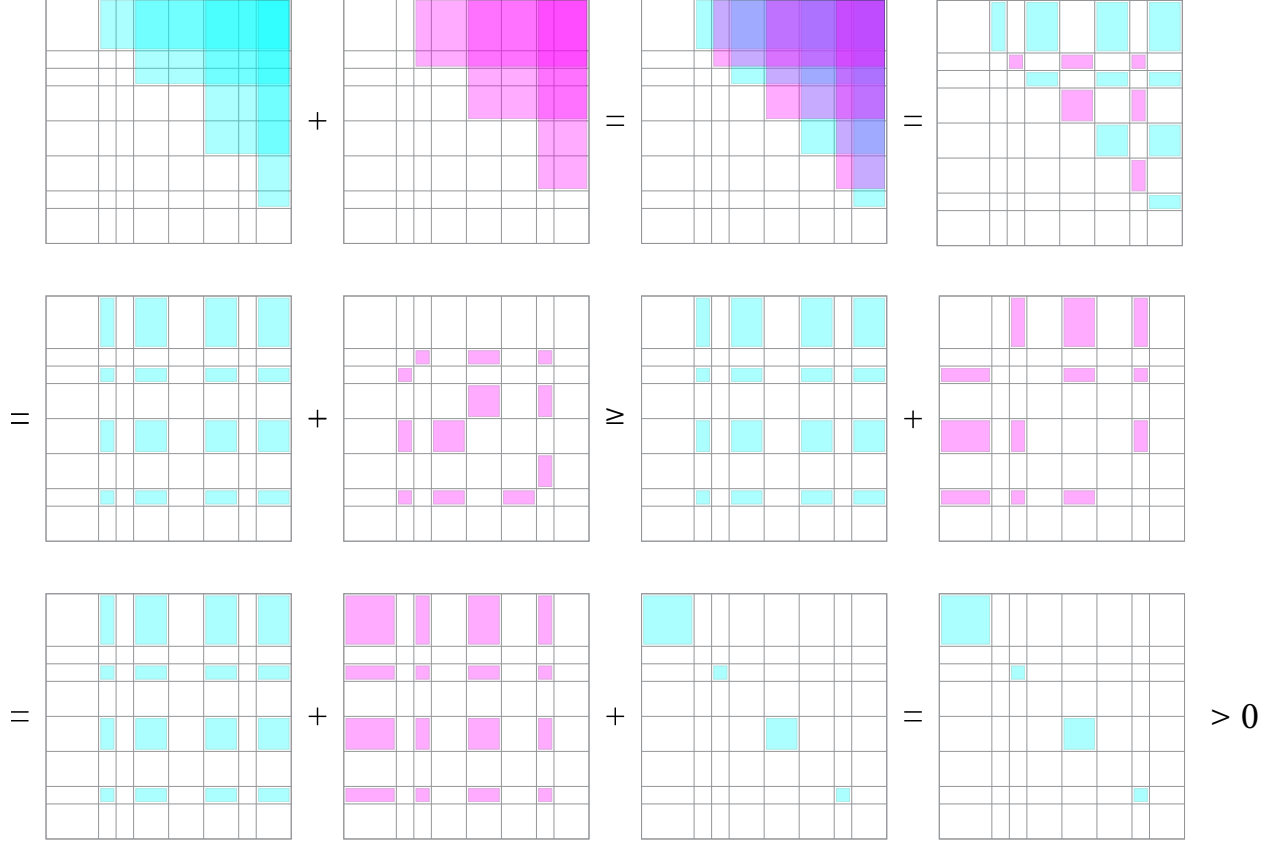 + = =
= + ≥ +
= + + = > 0